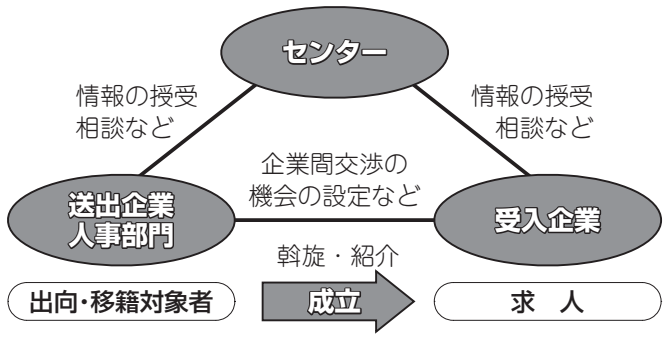 センター
情報の授受
相談など
情報の授受
相談など
企業間交渉の
機会の設定など
送出企業
人事部門
受入企業
斡旋・紹介
出向・移籍対象者
成立
求　人